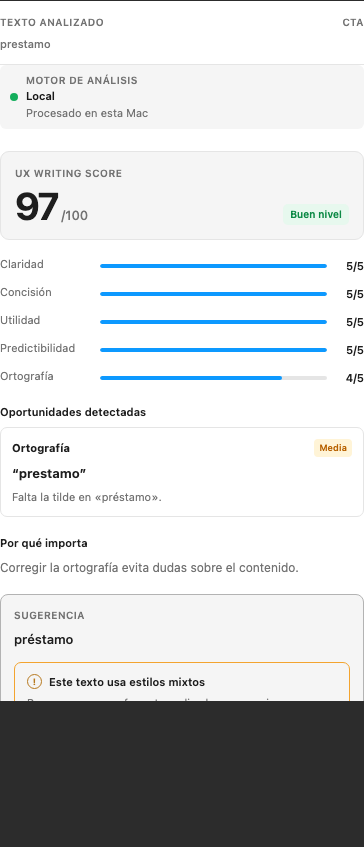 TEXTO ANALIZADO
CTA
prestamo
MOTOR DE ANÁLISIS
Local
Procesado en esta Mac
UX WRITING SCORE
97 /100
Buen nivel
Claridad 5/5
Concisión 5/5
Utilidad 5/5
Predictibilidad 5/5
Ortografía 4/5
Oportunidades detectadas
Ortografía
Media
“prestamo”
Falta la tilde en «préstamo».
Por qué importa
Corregir la ortografía evita dudas sobre el contenido.
SUGERENCIA
préstamo
Este texto usa estilos mixtos